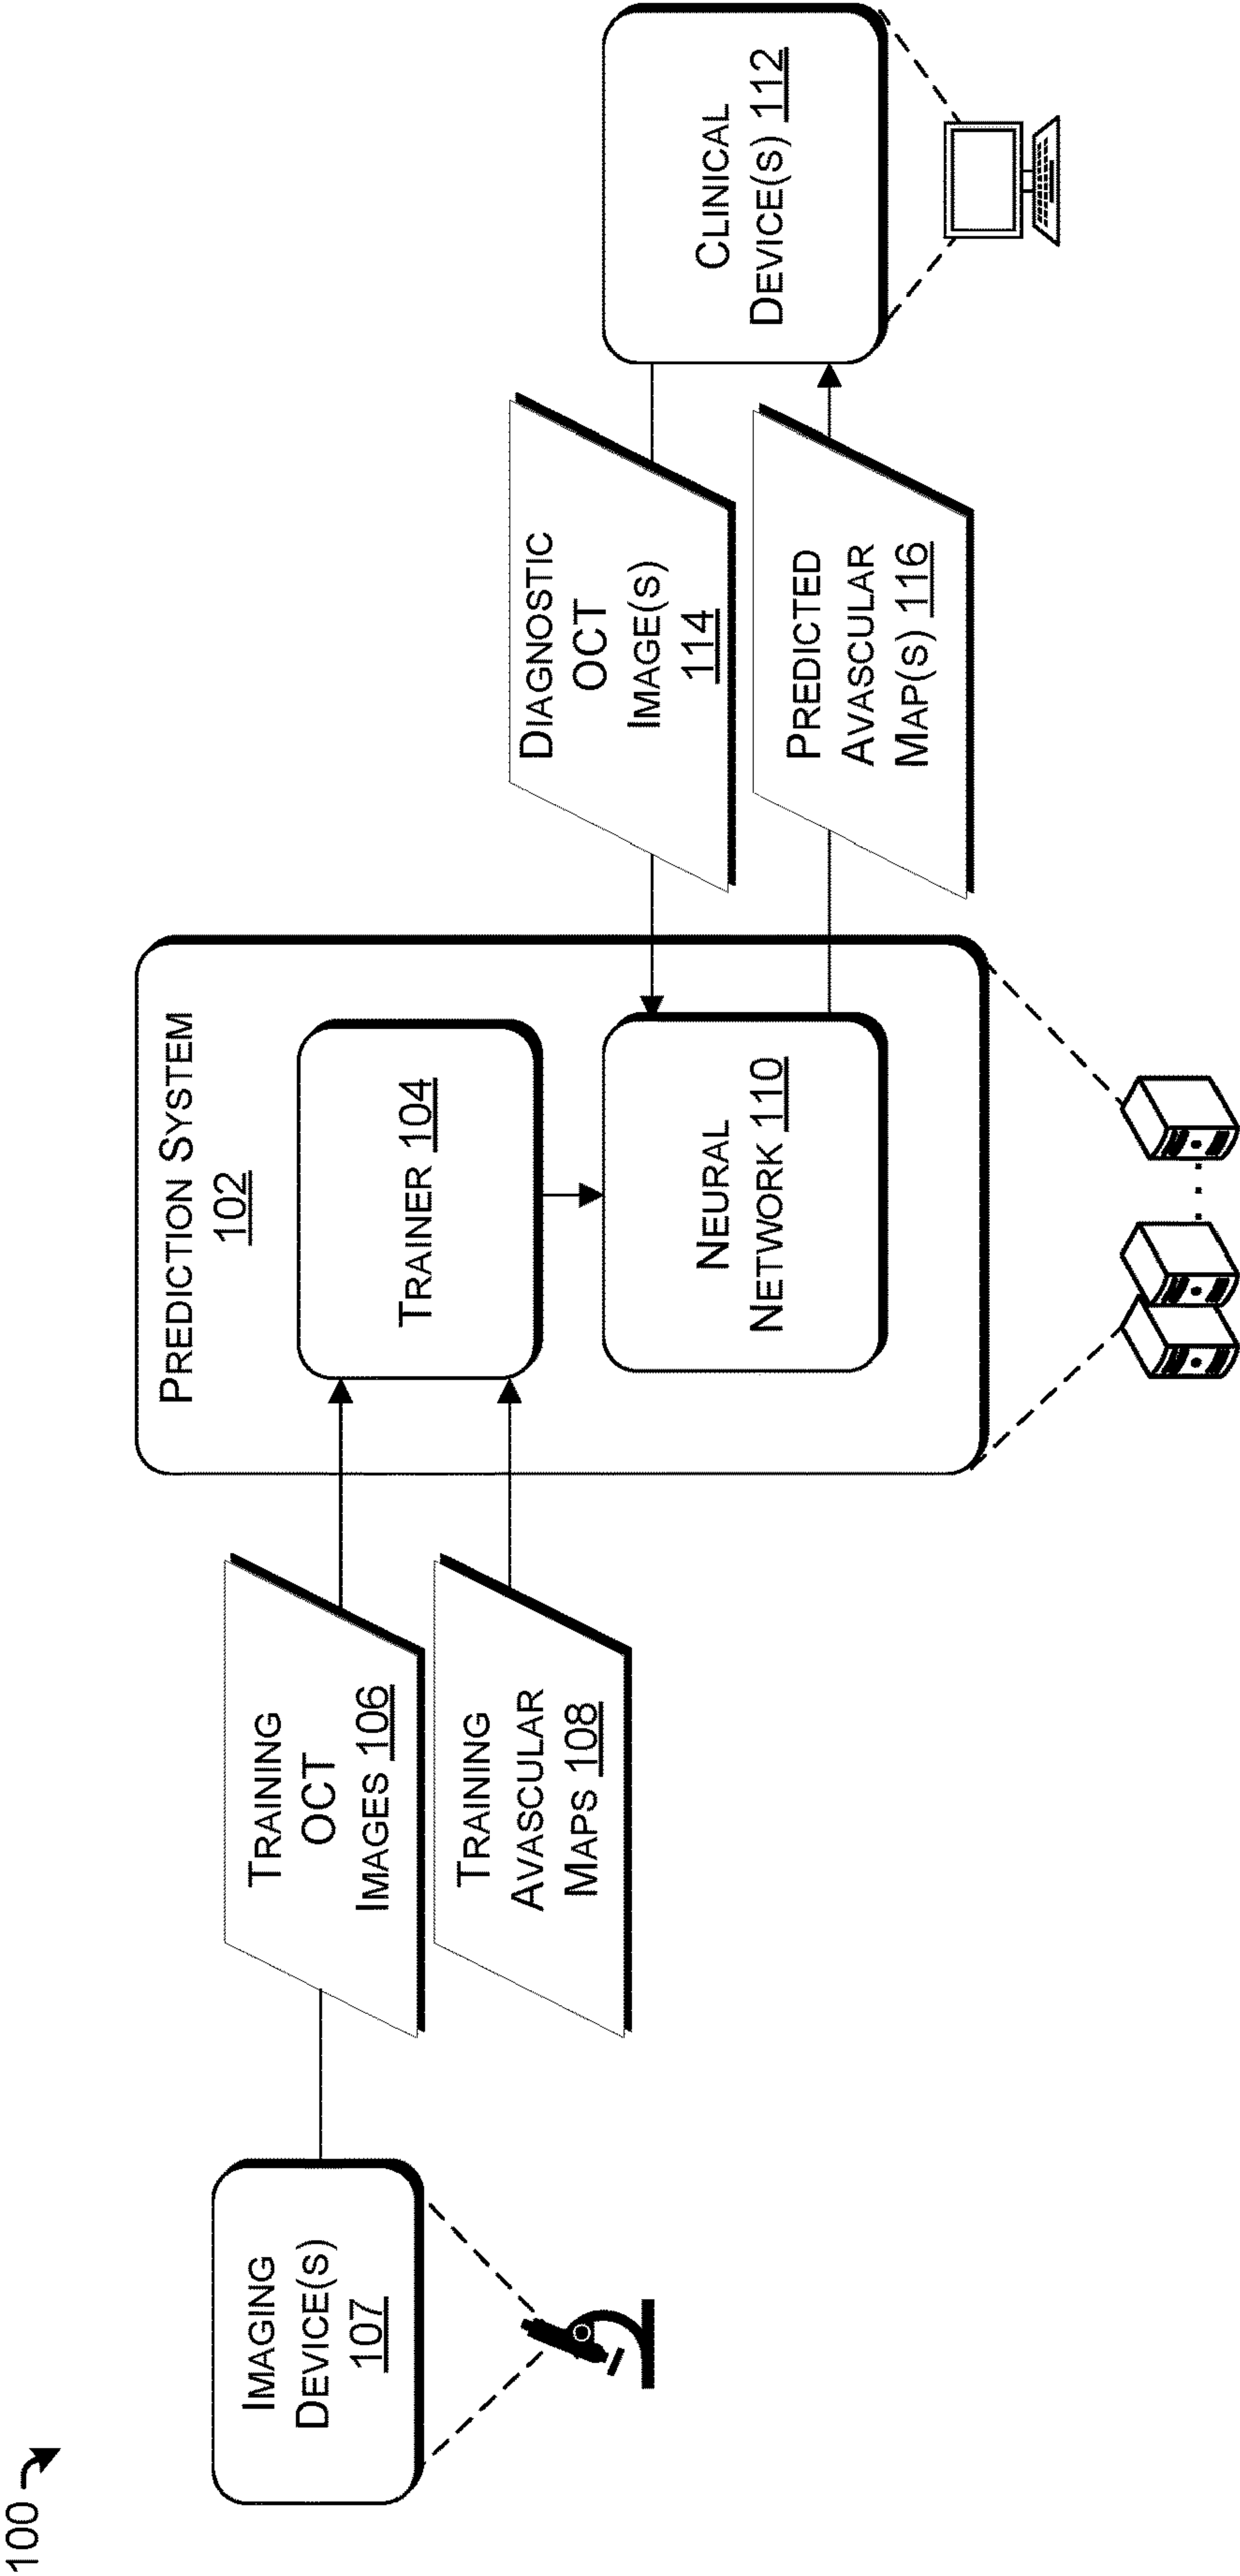 100
IMAGING
DEVICE(S)
107
TRAINING
OCT
IMAGES 106
TRAINING
AVASCULAR
MAPS 108
PREDICTION SYSTEM
102
TRAINER 104
NEURAL
NETWORK 110
DIAGNOSTIC
OCT
IMAGE(S)
114
PREDICTED
AVASCULAR
MAP(S) 116
CLINICAL
DEVICE(S) 112